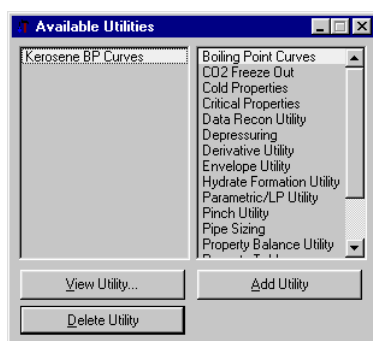 Available Utilities
Kerosene BP Curves
Boiling Point Curves
CO2 Freeze Out
Cold Properties
Critical Properties
Data Recon Utility
Depressuring
Derivative Utility
Envelope Utility
Hydrate Formation Utility
Parametric/LP Utility
Pinch Utility
Pipe Sizing
Property Balance Utility
View Utility...
Add Utility
Delete Utility